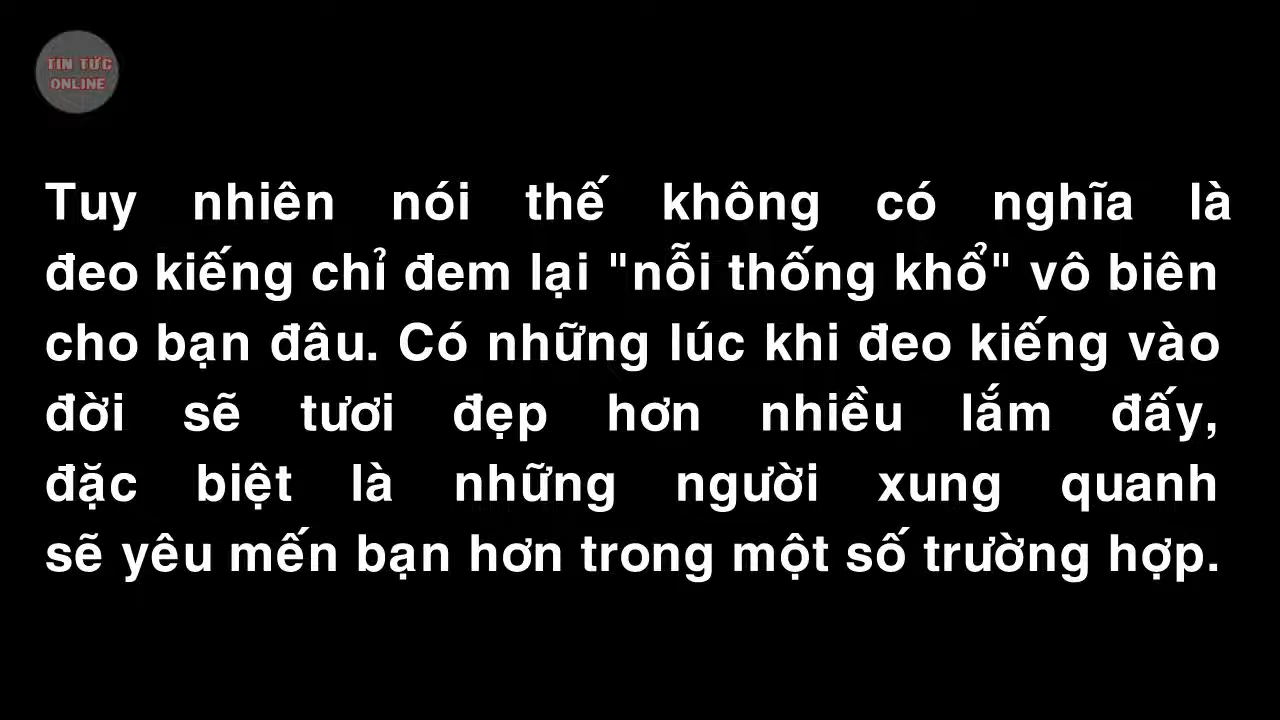 TIN TỨC
ONLINE
Tuy nhiên nói thế không có nghĩa là
đeo kiếng chỉ đem lại "nỗi thống khổ" vô biên
cho bạn đâu. Có những lúc khi đeo kiếng vào
đời sẽ tươi đẹp hơn nhiều lắm đấy,
đặc biệt là những người xung quanh
sẽ yêu mến bạn hơn trong một số trường hợp.